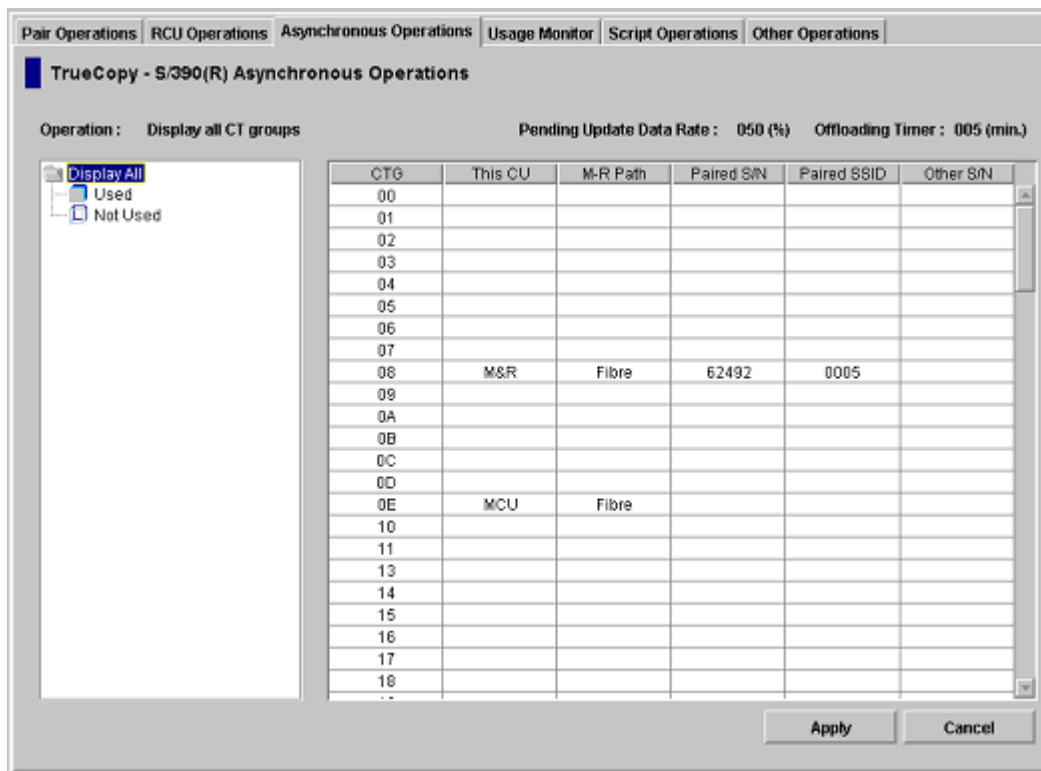 Pair Operations RCU Operations Asynchronous Operations Usage Monitor Script Operations Other Operations
TrueCopy - S/390(R) Asynchronous Operations
Operation : Display all CT groups Pending Update Data Rate : 050 (%) Offloading Timer : 005 (min.)
Display All
Used
Not Used
CTG This CU M-R Path Paired S/N Paired SSID Other S/N
00
01
02
03
04
05
06
07
08 M&R Fibre 62492 0005
09
0A
0B
0C
0D
0E MCU Fibre
10
11
13
14
15
16
17
18
Apply Cancel